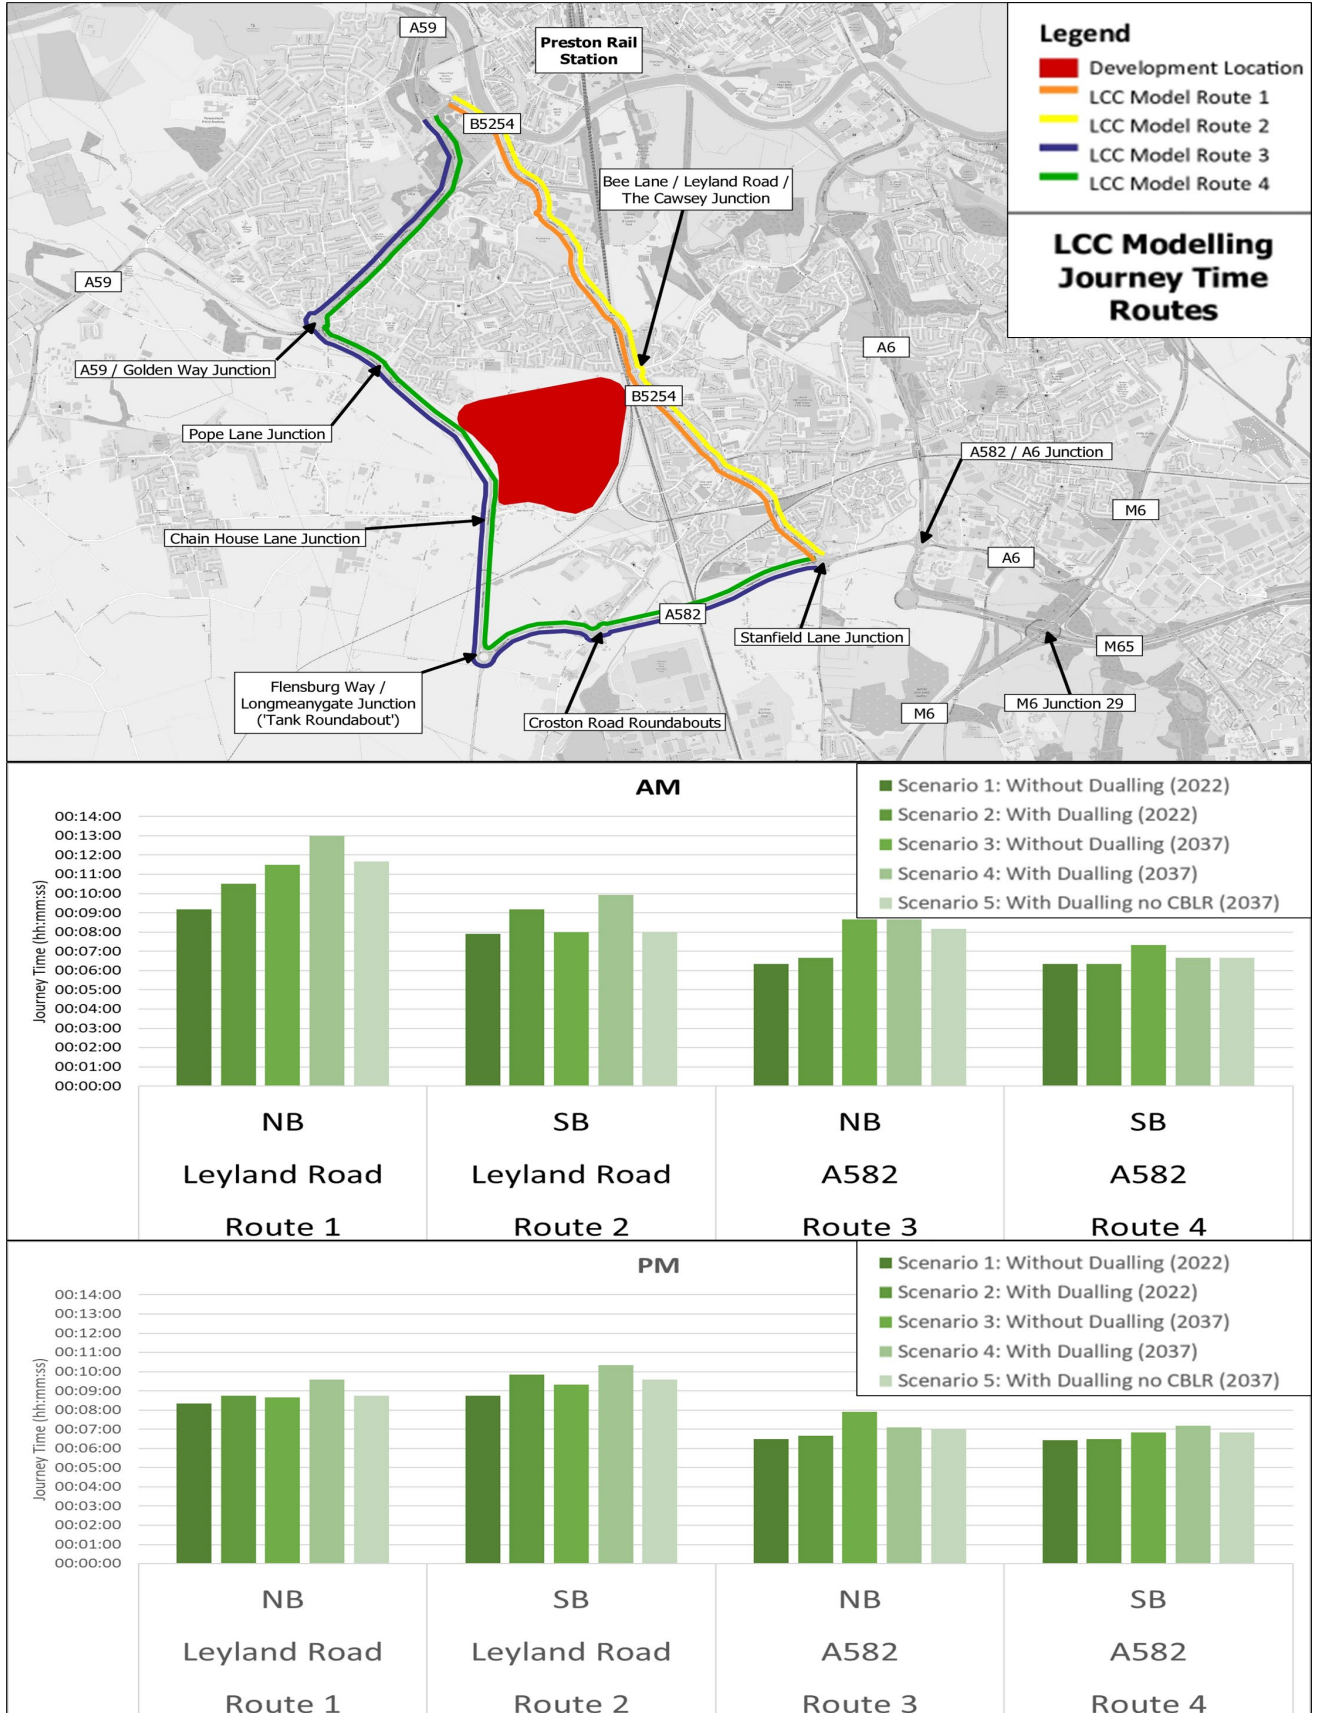 A59
Preston Rail
Station
Legend
Development Location
LCC Model Route 1
LCC Model Route 2
LCC Model Route 3
LCC Model Route 4
LCC Modelling
Journey Time
Routes
B5254
Bee Lane / Leyland Road /
The Cawsey Junction
A59
A6
A59 / Golden Way Junction
B5254
Pope Lane Junction
A582 / A6 Junction
M6
Chain House Lane Junction
A6
A582
Stanfield Lane Junction
M65
Flensburg Way /
Longmeanygate Junction
('Tank Roundabout')
Croston Road Roundabouts
M6
M6 Junction 29
AM
Scenario 1: Without Dualling (2022)
Scenario 2: With Dualling (2022)
Scenario 3: Without Dualling (2037)
Scenario 4: With Dualling (2037)
Scenario 5: With Dualling no CBLR (2037)
Journey Time (hh:mm:ss)
00:14:00
00:13:00
00:12:00
00:11:00
00:10:00
00:09:00
00:08:00
00:07:00
00:06:00
00:05:00
00:04:00
00:03:00
00:02:00
00:01:00
00:00:00
NB SB NB SB
Leyland Road Leyland Road A582 A582
Route 1 Route 2 Route 3 Route 4
PM
Scenario 1: Without Dualling (2022)
Scenario 2: With Dualling (2022)
Scenario 3: Without Dualling (2037)
Scenario 4: With Dualling (2037)
Scenario 5: With Dualling no CBLR (2037)
Journey Time (hh:mm:ss)
00:14:00
00:13:00
00:12:00
00:11:00
00:10:00
00:09:00
00:08:00
00:07:00
00:06:00
00:05:00
00:04:00
00:03:00
00:02:00
00:01:00
00:00:00
NB SB NB SB
Leyland Road Leyland Road A582 A582
Route 1 Route 2 Route 3 Route 4